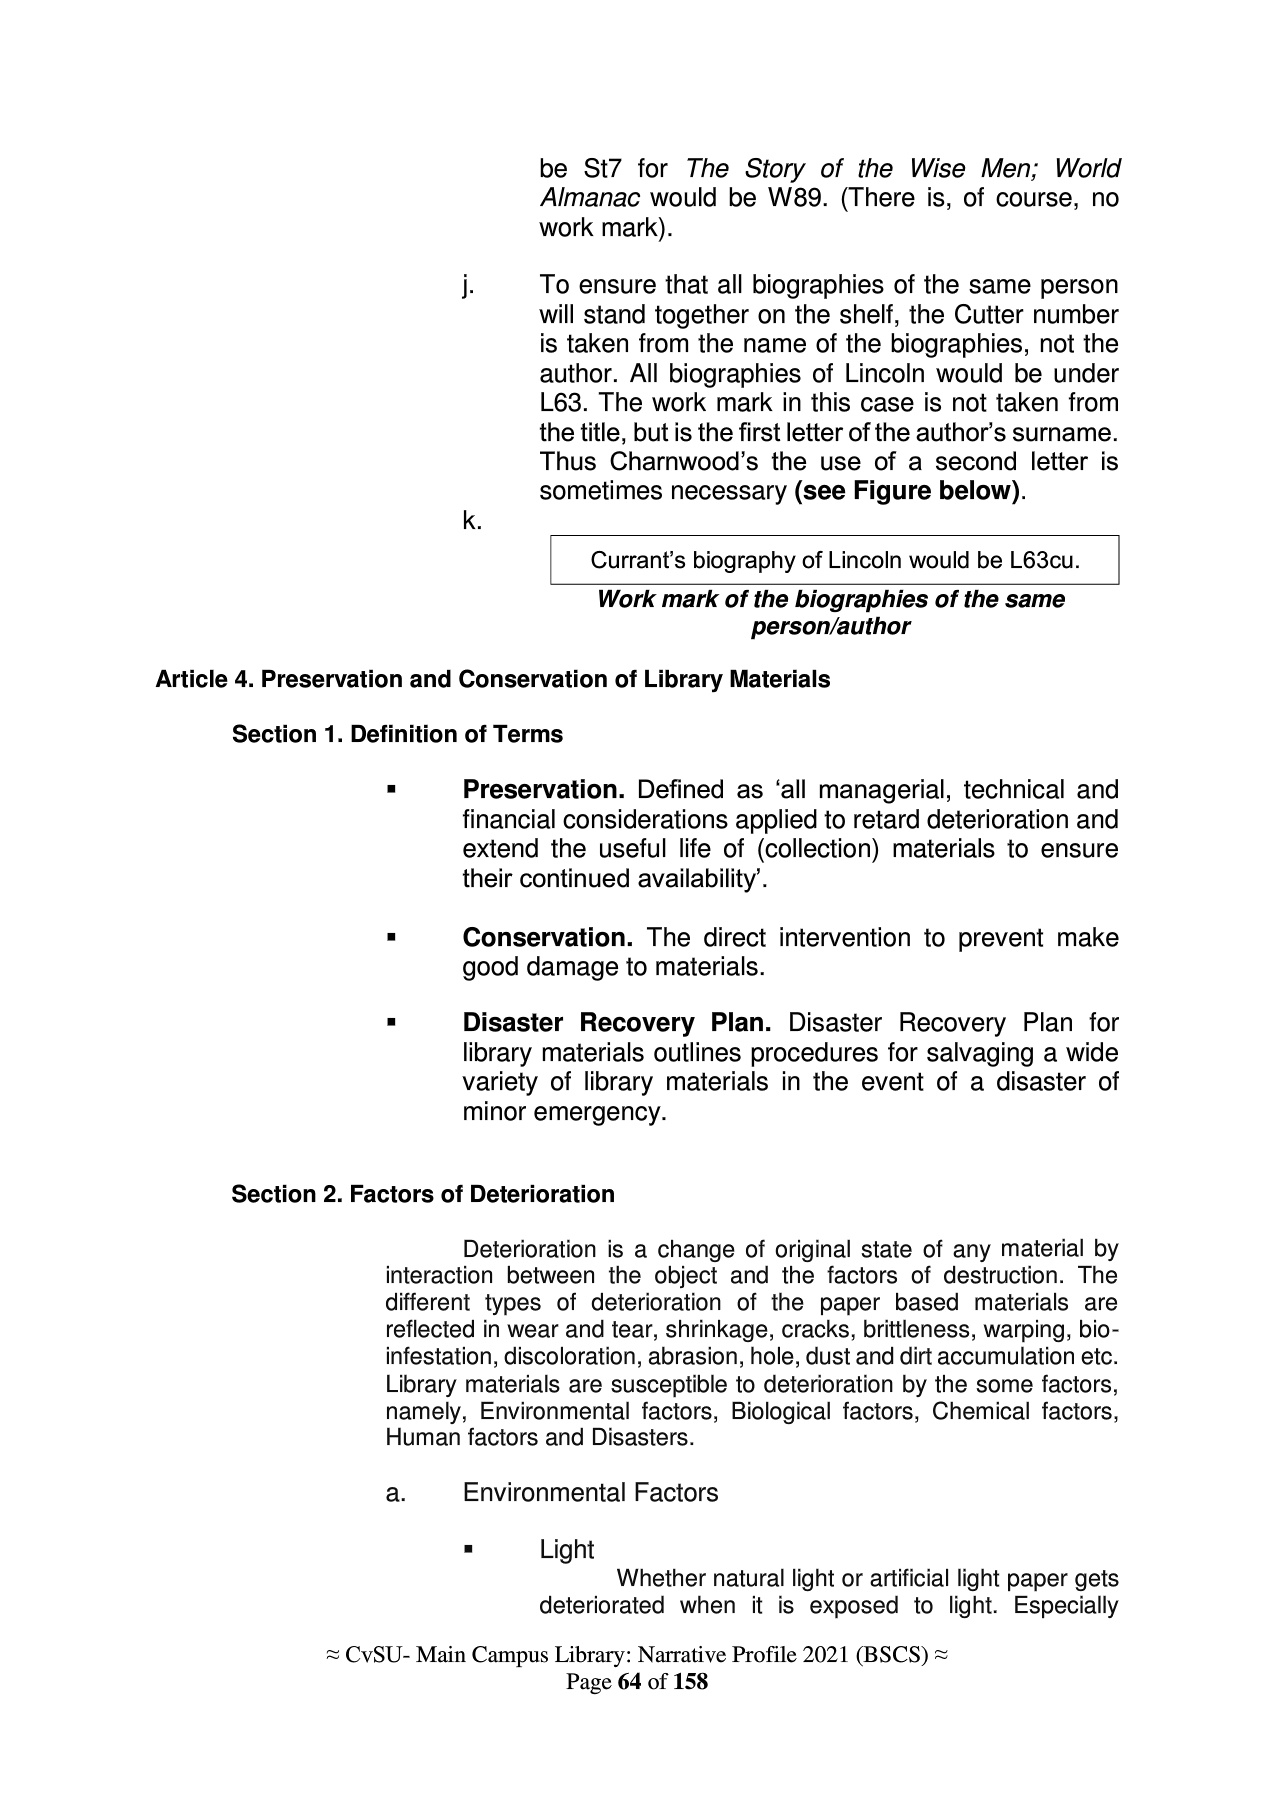 be St7 for The Story of the Wise Men; World
Almanac would be W89. (There is, of course, no
work mark).
j. To ensure that all biographies of the same person
will stand together on the shelf, the Cutter number
is taken from the name of the biographies, not the
author. All biographies of Lincoln would be under
L63. The work mark in this case is not taken from
the title, but is the first letter of the author’s surname.
Thus Charnwood’s the use of a second letter is
sometimes necessary (see Figure below).
k.
Currant’s biography of Lincoln would be L63cu.
Work mark of the biographies of the same
person/author
Article 4. Preservation and Conservation of Library Materials
Section 1. Definition of Terms
▪ Preservation. Defined as ‘all managerial, technical and
financial considerations applied to retard deterioration and
extend the useful life of (collection) materials to ensure
their continued availability’.
▪ Conservation. The direct intervention to prevent make
good damage to materials.
▪ Disaster Recovery Plan. Disaster Recovery Plan for
library materials outlines procedures for salvaging a wide
variety of library materials in the event of a disaster of
minor emergency.
Section 2. Factors of Deterioration
Deterioration is a change of original state of any material by
interaction between the object and the factors of destruction. The
different types of deterioration of the paper based materials are
reflected in wear and tear, shrinkage, cracks, brittleness, warping, bio-
infestation, discoloration, abrasion, hole, dust and dirt accumulation etc.
Library materials are susceptible to deterioration by the some factors,
namely, Environmental factors, Biological factors, Chemical factors,
Human factors and Disasters.
a. Environmental Factors
▪ Light
Whether natural light or artificial light paper gets
deteriorated when it is exposed to light. Especially
≈ CvSU- Main Campus Library: Narrative Profile 2021 (BSCS) ≈
Page 64 of 158